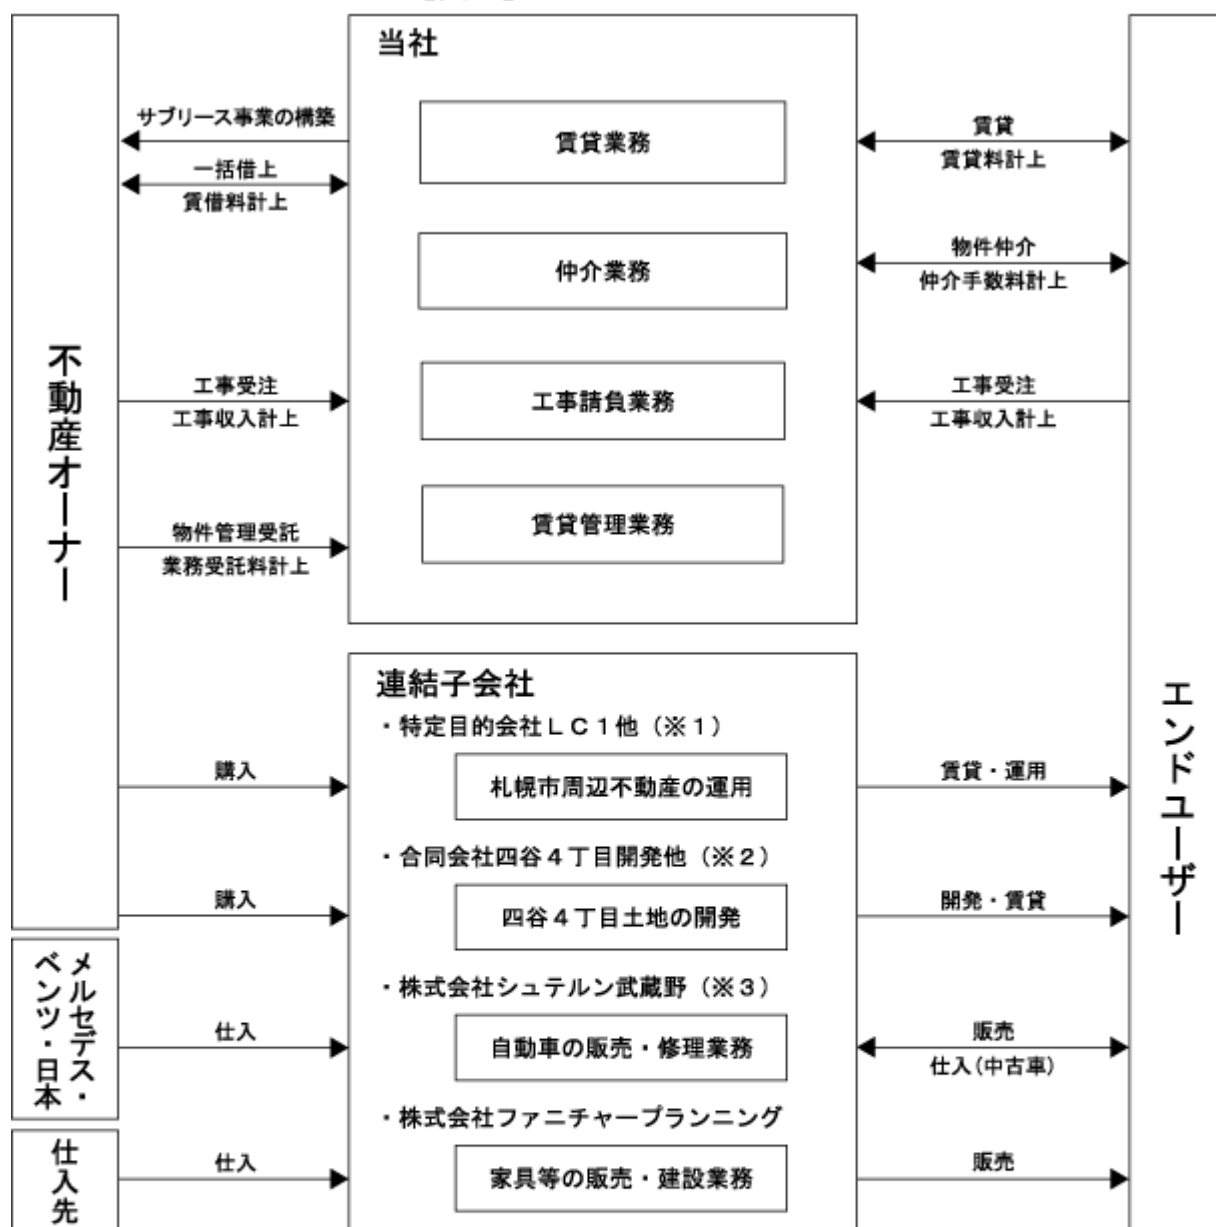 当社
サブリース事業の構築
一括借上
賃借料計上
賃貸業務
賃貸
賃貸料計上
仲介業務
物件仲介
仲介手数料計上
不動産オーナー
工事受注
工事収入計上
工事請負業務
工事受注
工事収入計上
物件管理受託
業務受託料計上
賃貸管理業務
エンドユーザー
連結子会社
・特定目的会社LC1他(※1)
購入
札幌市周辺不動産の運用
賃貸・運用
・合同会社四谷4丁目開発他(※2)
購入
四谷4丁目土地の開発
開発・賃貸
メルセデス・
ベンツ・日本
・株式会社シュテルン武蔵野(※3)
仕入
自動車の販売・修理業務
販売
仕入(中古車)
・株式会社ファニチャープランニング
仕入先
仕入
家具等の販売・建設業務
販売